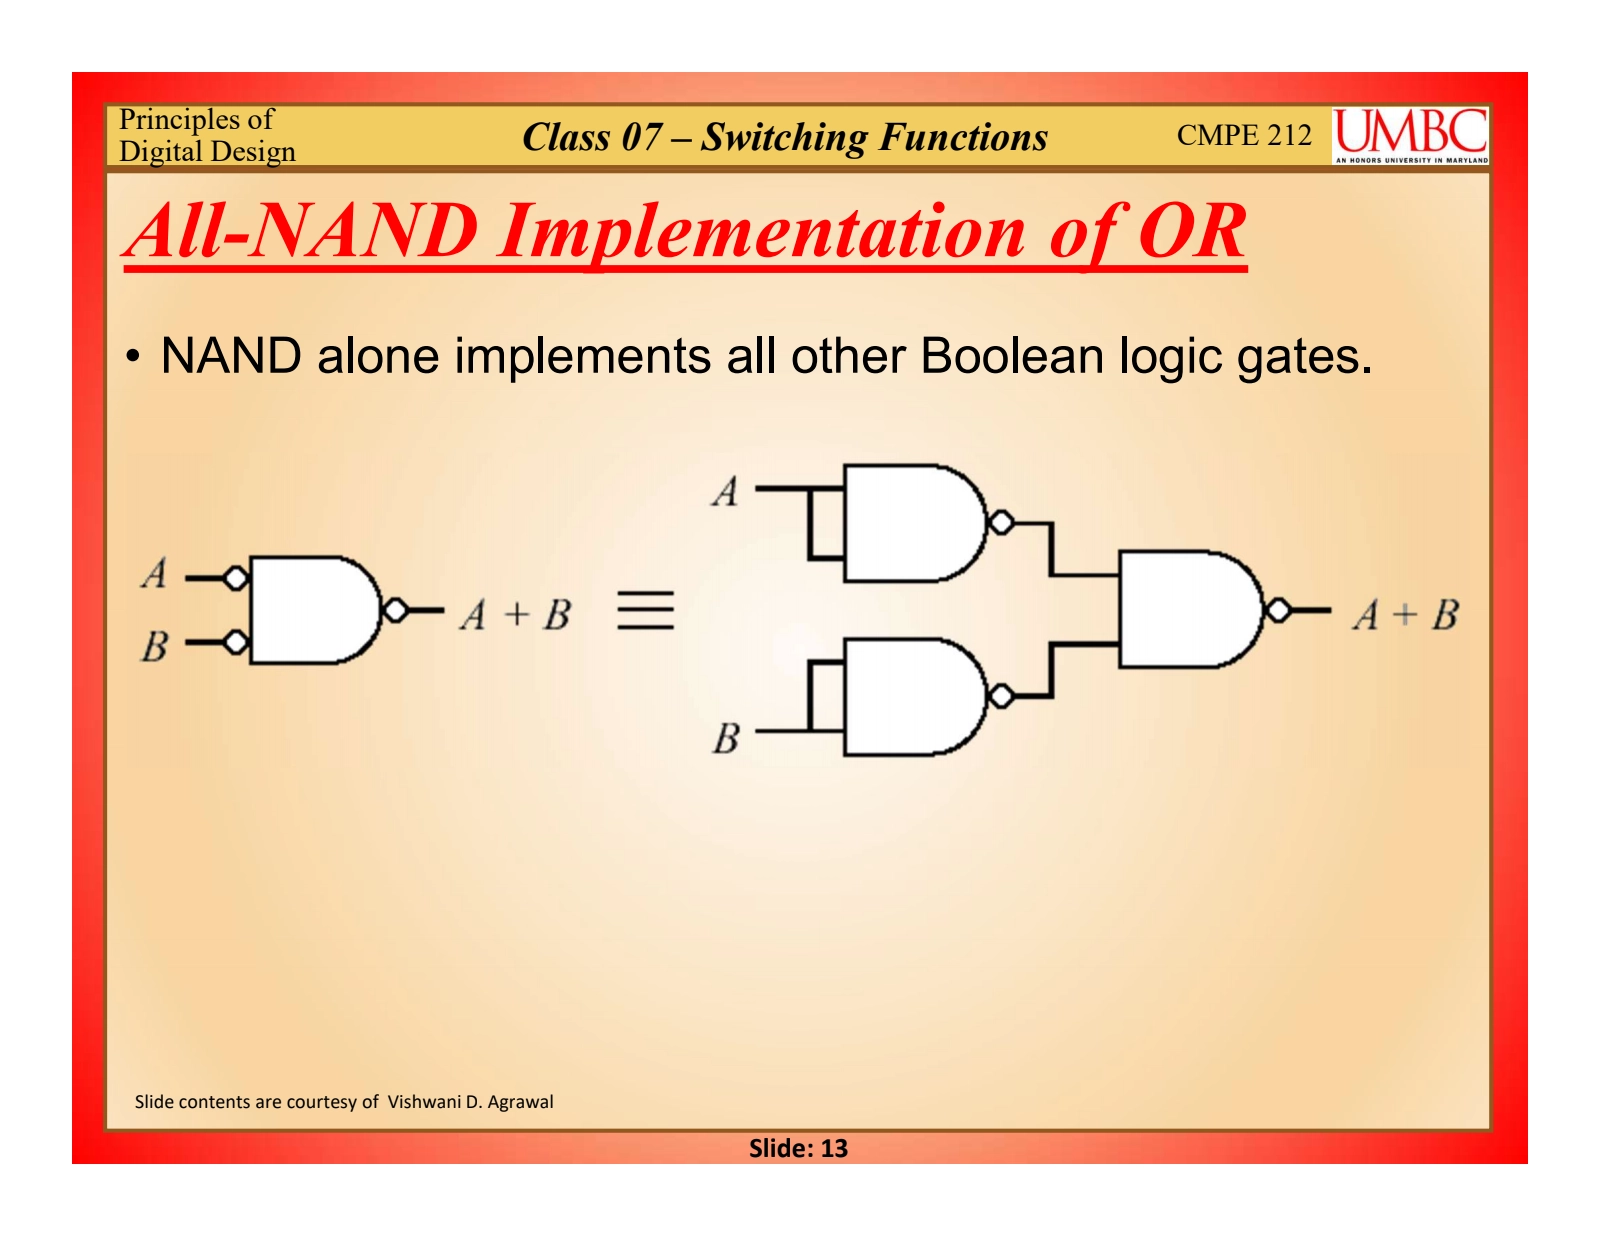 Principles of
Digital Design
Class 07 – Switching Functions
CMPE 212
UMBC
AN HONORS UNIVERSITY IN MARYLAND
All-NAND Implementation of OR
• NAND alone implements all other Boolean logic gates.
A
B
A + B
≡
A
B
A + B
Slide contents are courtesy of Vishwani D. Agrawal
Slide: 13